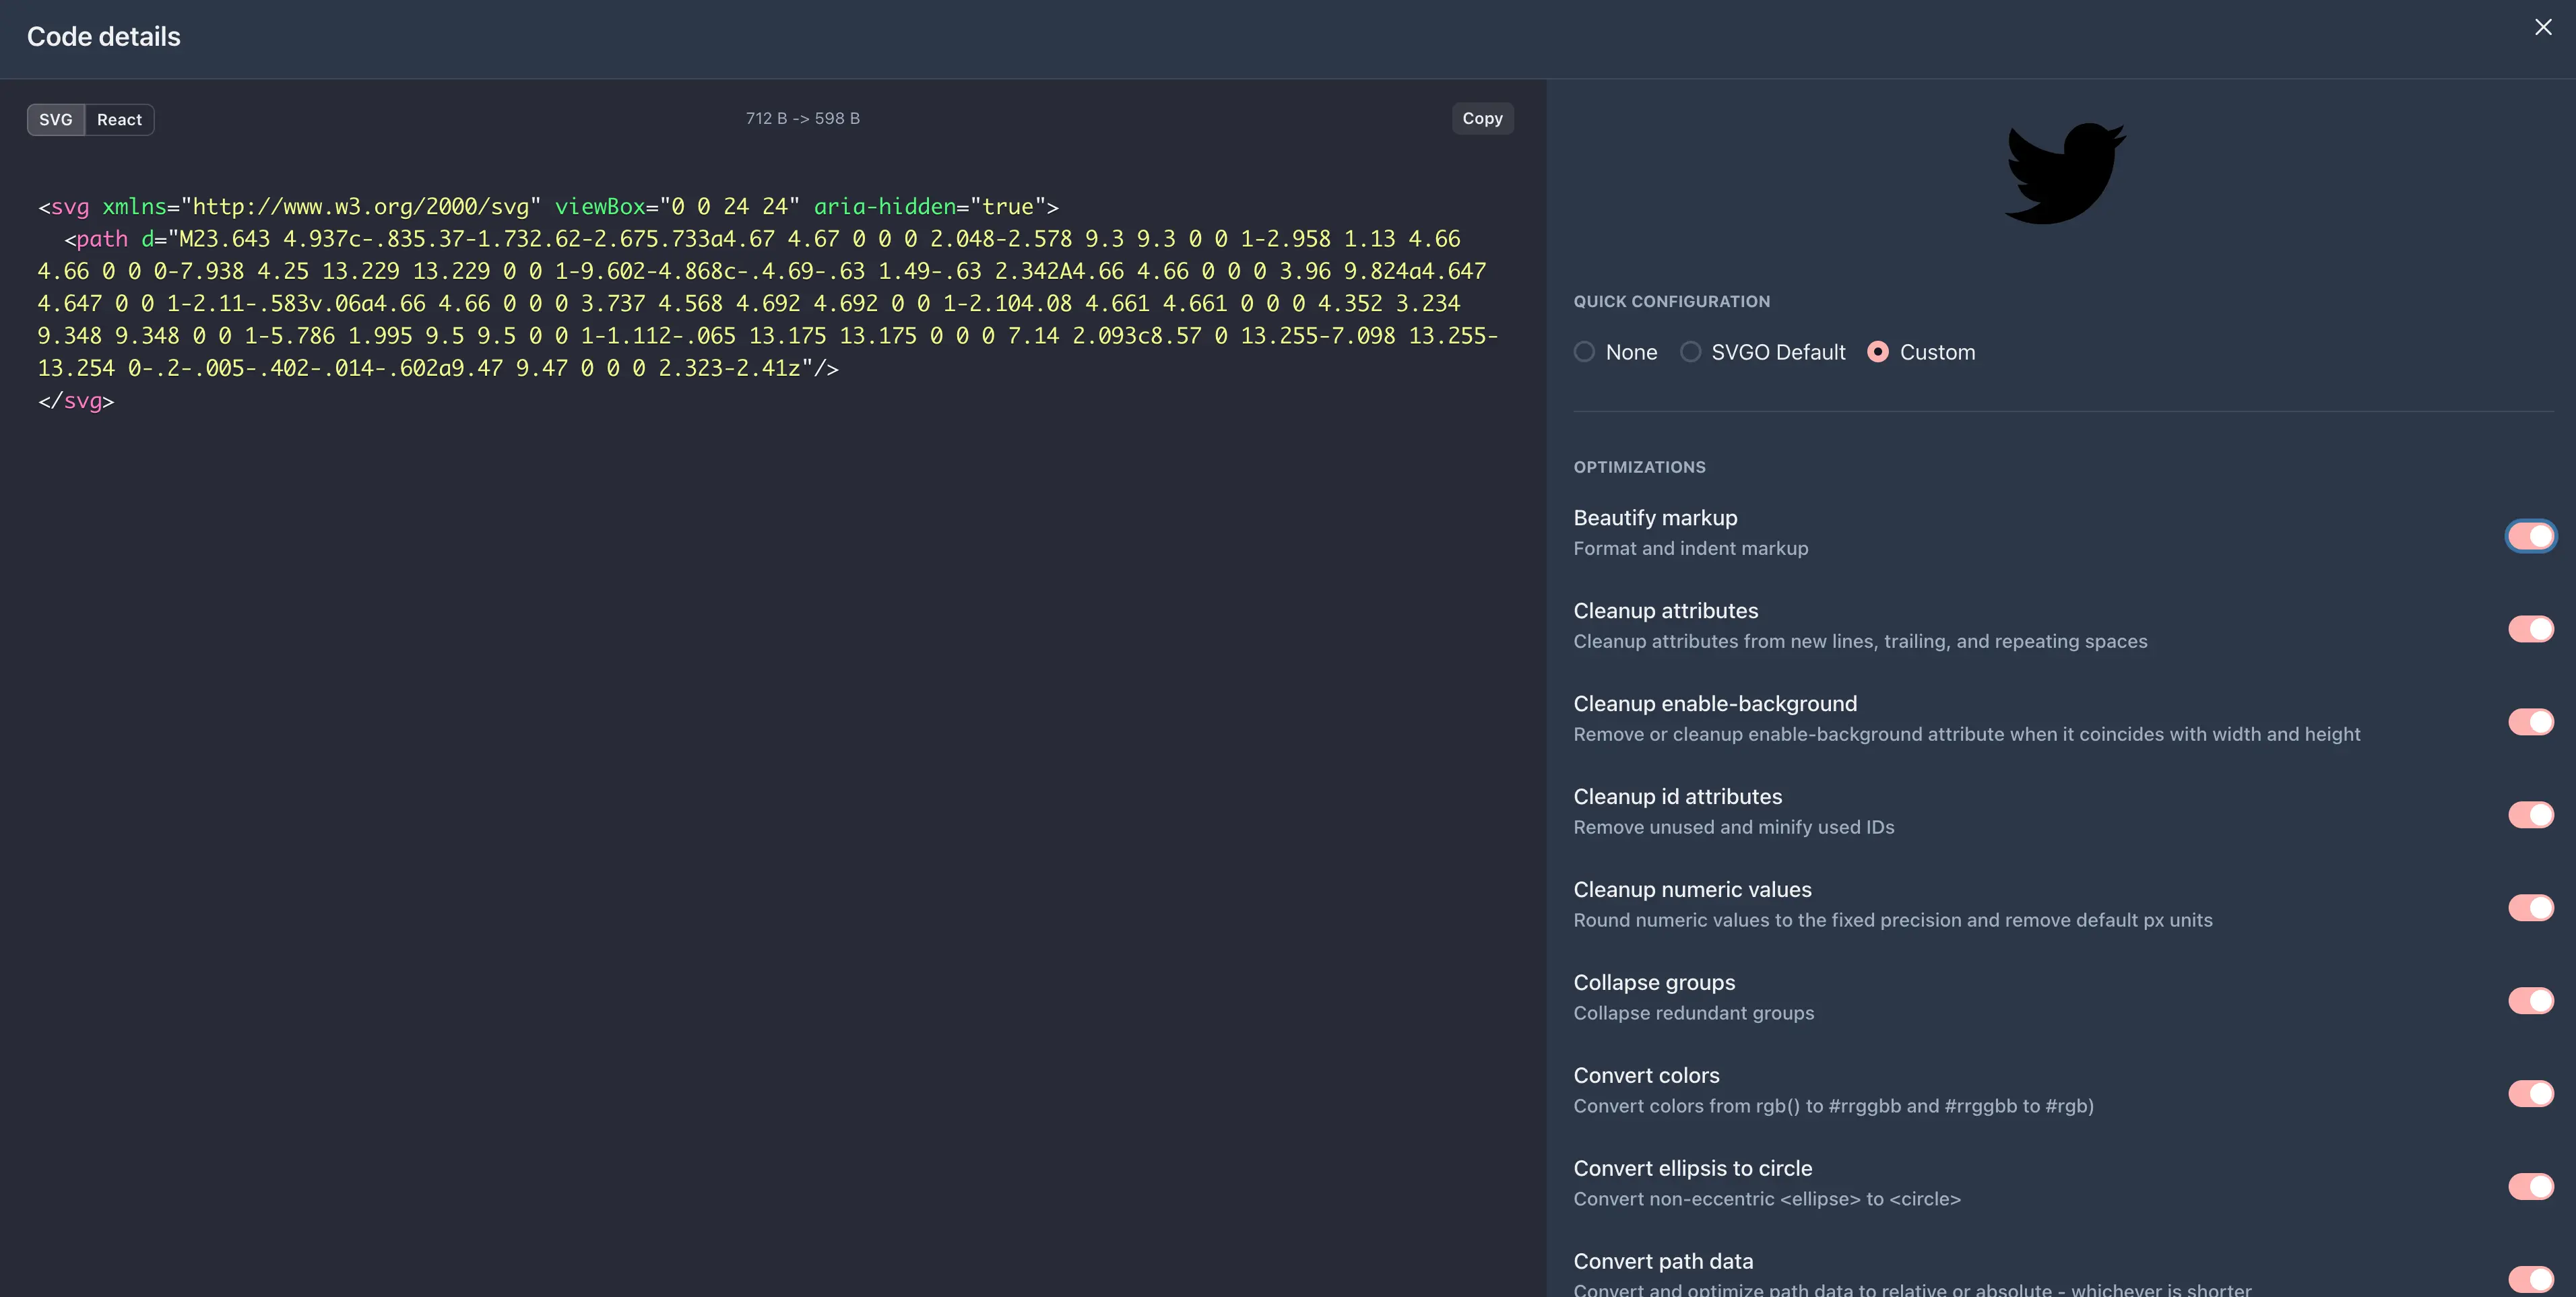 Code details
SVG React
712 B -> 598 B
Copy
<svg xmlns="http://www.w3.org/2000/svg" viewBox="0 0 24 24" aria-hidden="true">
<path d="M23.643 4.937c-.835.37-1.732.62-2.675.733a4.67 4.67 0 0 0 2.048-2.578 9.3 9.3 0 0 1-2.958 1.13 4.66
4.66 0 0 0-7.938 4.25 13.229 13.229 0 0 1-9.602-4.868c-.4.69-.63 1.49-.63 2.342A4.66 4.66 0 0 0 3.96 9.824a4.647
4.647 0 0 1-2.11-.583v.06a4.66 4.66 0 0 0 3.737 4.568 4.692 4.692 0 0 1-2.104.08 4.661 4.661 0 0 0 4.352 3.234
9.348 9.348 0 0 1-5.786 1.995 9.5 9.5 0 0 1-1.112-.065 13.175 13.175 0 0 0 7.14 2.093c8.57 0 13.255-7.098 13.255-
13.254 0-.2-.005-.402-.014-.602a9.47 9.47 0 0 0 2.323-2.41z"/>
</svg>
QUICK CONFIGURATION
None SVGO Default Custom
OPTIMIZATIONS
Beautify markup
Format and indent markup
Cleanup attributes
Cleanup attributes from new lines, trailing, and repeating spaces
Cleanup enable-background
Remove or cleanup enable-background attribute when it coincides with width and height
Cleanup id attributes
Remove unused and minify used IDs
Cleanup numeric values
Round numeric values to the fixed precision and remove default px units
Collapse groups
Collapse redundant groups
Convert colors
Convert colors from rgb() to #rrggbb and #rrggbb to #rgb)
Convert ellipsis to circle
Convert non-eccentric <ellipse> to <circle>
Convert path data
Convert and optimize path data to relative or absolute - whichever is shorter